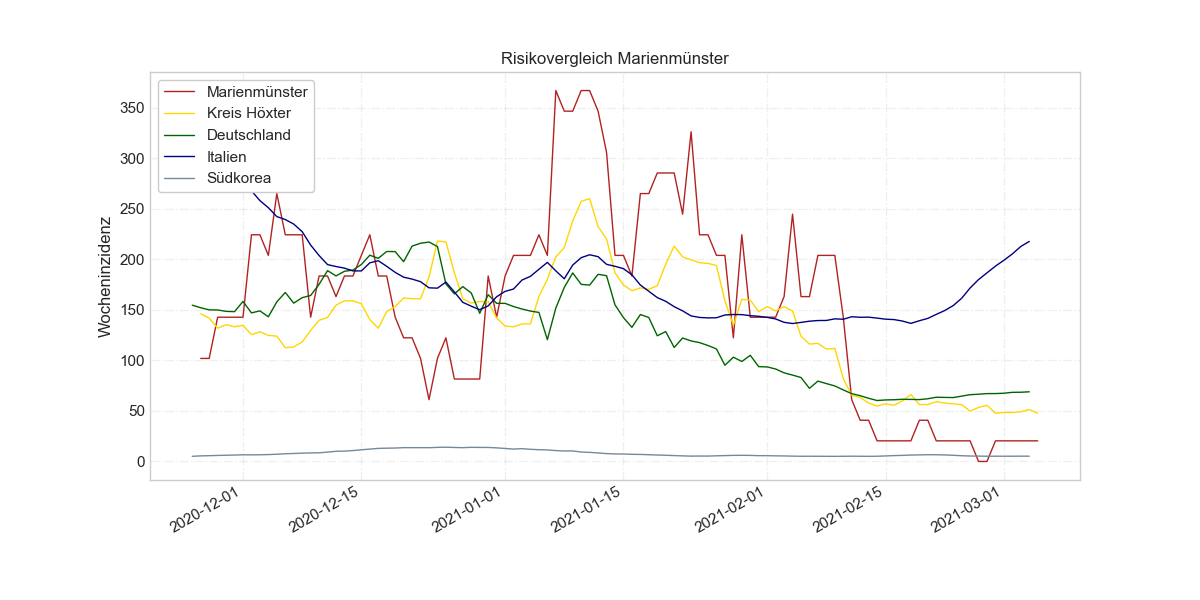 Risikovergleich Marienmünster
Marienmünster
Kreis Höxter
Deutschland
Italien
Südkorea
Wocheninzidenz
350
300
250
200
150
100
50
0
2020-12-01
2020-12-15
2021-01-01
2021-01-15
2021-02-01
2021-02-15
2021-03-01